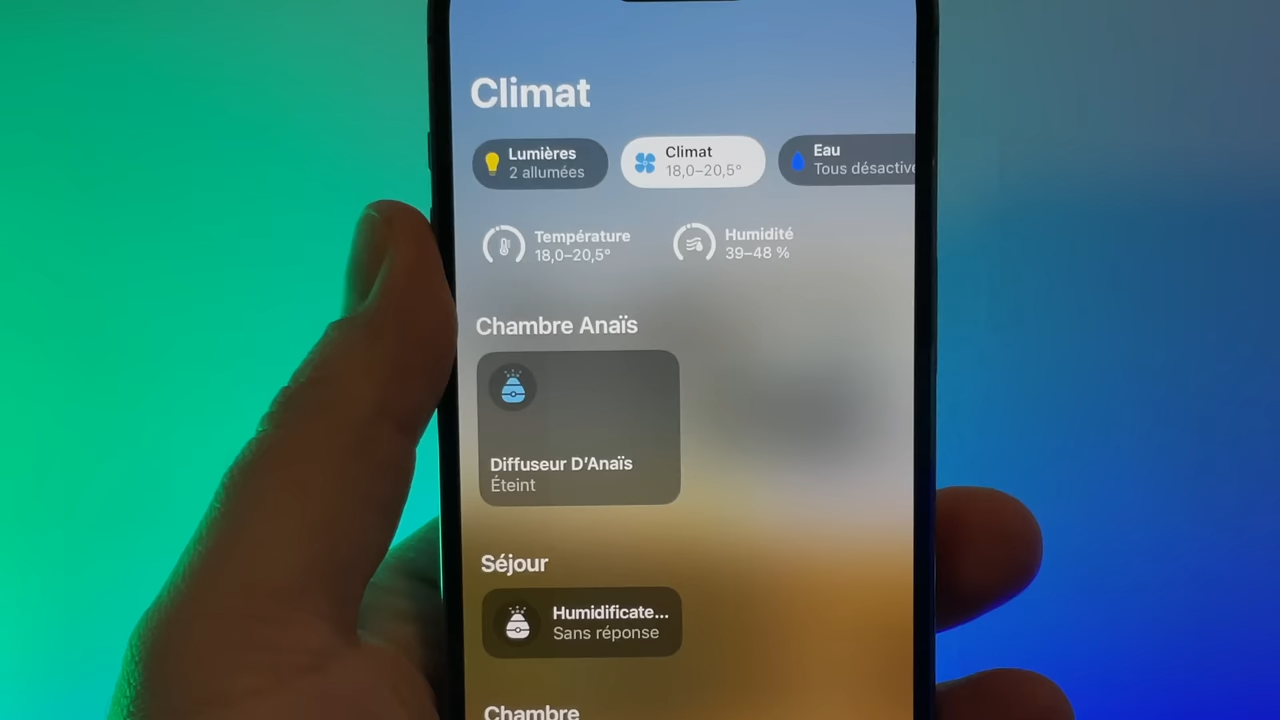 Climat
Lumières
2 allumées
Climat
18,0–20,5°
Eau
Tous désactivé
Température
18,0–20,5°
Humidité
39–48 %
Chambre Anaïs
Diffuseur D’Anaïs
Éteint
Séjour
Humidificate...
Sans réponse
Chambre